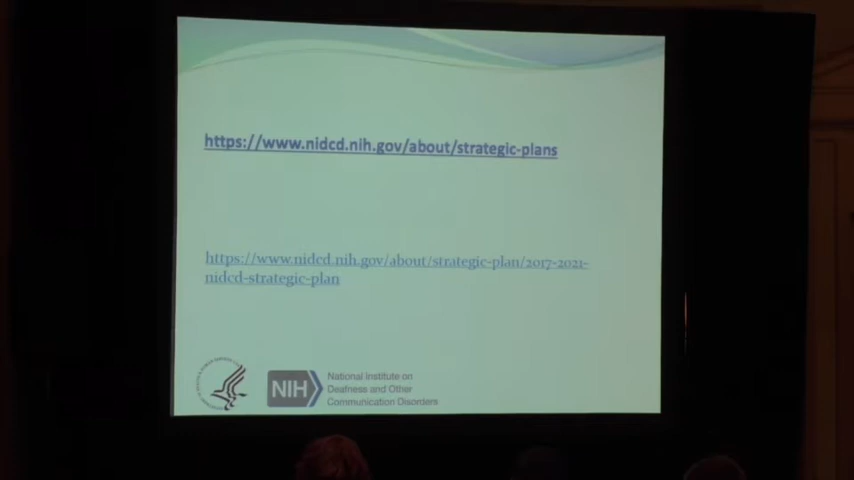 https://www.nidcd.nih.gov/about/strategic-plans
https://www.nidcd.nih.gov/about/strategic-plan/2017-2021-
nidcd-strategic-plan
NIH
National Institute on
Deafness and Other
Communication Disorders